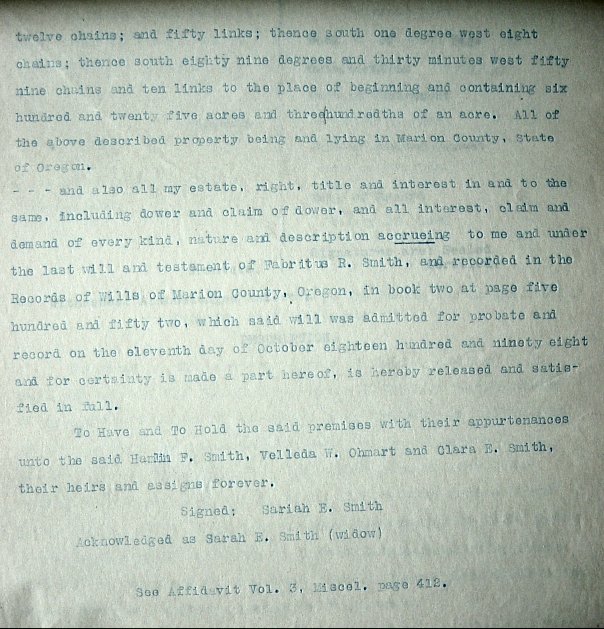 twelve chains; and fifty links; thence south one degree west eight
chains; thence south eighty nine degrees and thirty minutes west fifty
nine chains and ten links to the place of beginning and containing six
hundred and twenty five acres and three/hundredths of an acre. All of
the above described property being and lying in Marion County, State
of Oregon.
- - - and also all my estate, right, title and interest in and to the
same, including dower and claim of dower, and all interest, claim and
demand of every kind, nature and description accrueing to me and under
the last will and testament of Fabritus R. Smith, and recorded in the
Records of Wills of Marion County, Oregon, in book two at page five
hundred and fifty two, which said will was admitted for probate and
record on the eleventh day of October eighteen hundred and ninety eight
and for certainty is made a part hereof, is hereby released and satis-
fied in full.
To Have and To Hold the said premises with their appurtenances
unto the said Hamlin F. Smith, Velleda W. Ohmart and Clara E. Smith,
their heirs and assigns forever.
Signed: Sariah E. Smith
Acknowledged as Sarah E. Smith (widow)
See Affidavit Vol. 3, Miscel. page 412.